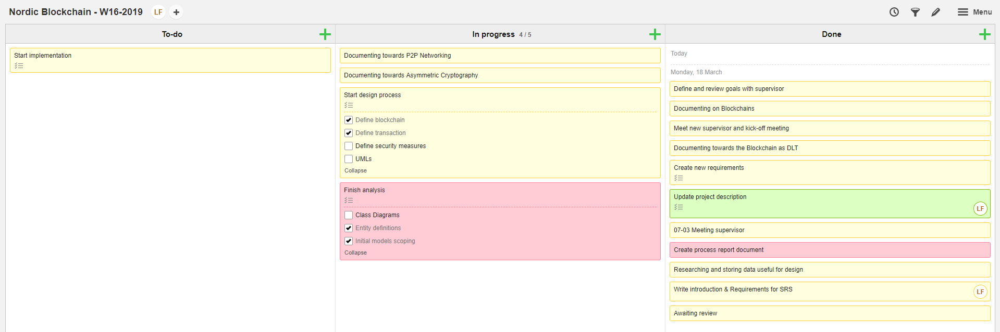 Nordic Blockchain - W16-2019
LF
Menu
To-do
Start implementation
In progress 4 / 5
Documenting towards P2P Networking
Documenting towards Asymmetric Cryptography
Start design process
Define blockchain
Define transaction
Define security measures
UMLs
Collapse
Finish analysis
Class Diagrams
Entity definitions
Initial models scoping
Collapse
Done
Today
Monday, 18 March
Define and review goals with supervisor
Documenting on Blockchains
Meet new supervisor and kick-off meeting
Documenting towards the Blockchain as DLT
Create new requirements
Update project description
LF
07-03 Meeting supervisor
Create process report document
Researching and storing data useful for design
Write introduction & Requirements for SRS
LF
Awaiting review